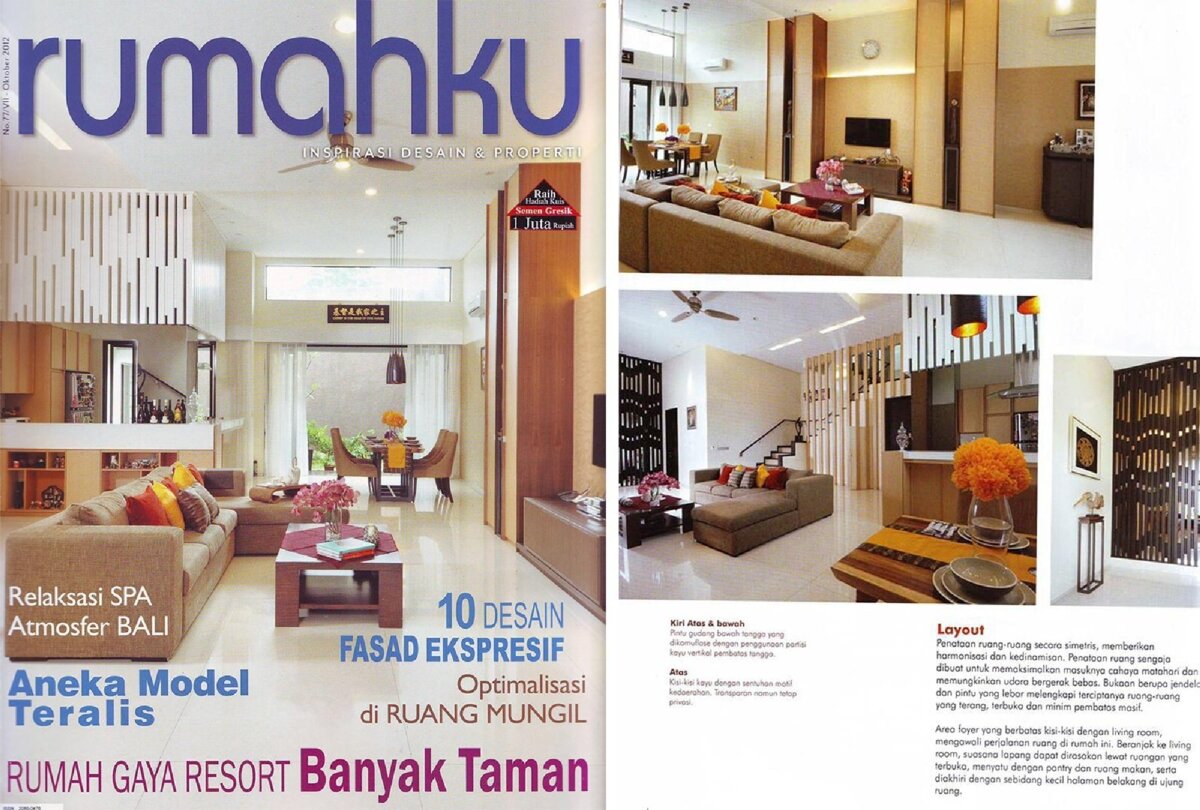 No.77/VII - Oktober 2012
rumahku
INSPIRASI DESAIN & PROPERTI
Raih
Hadiah Kuis
Semen Gresik
1 Juta Rupiah
基督是我家之主
Relaksasi SPA
Atmosfer BALI
Aneka Model
Teralis
10 DESAIN
FASAD EKSPRESIF
Optimalisasi
di RUANG MUNGIL
RUMAH GAYA RESORT Banyak Taman
Kiri Atas & bawah
Pintu gudang bawah tangga yang
dikamuflase dengan penggunaan partisi
kayu vertikal pembatas tangga.
Atas
Kisi-kisi kayu dengan sentuhan motif
kedaerahan. Transparan namun tetap
privasi.
Layout
Penataan ruang-ruang secara simetris, memberikan
harmonisasi dan kedinamisan. Penataan ruang sengaja
dibuat untuk memaksimalkan masuknya cahaya matahari dan
memungkinkan udara bergerak bebas. Bukaan berupa jendela
dan pintu yang lebar melengkapi terciptanya ruang-ruang
yang terang, terbuka dan minim pembatas masif.
Area foyer yang berbatas kisi-kisi dengan living room,
mengawali perjalanan ruang di rumah ini. Beranjak ke living
room, suasana lapang dapat dirasakan lewat ruangan yang
terbuka, menyatu dengan pantry dan ruang makan, serta
diakhiri dengan sebidang kecil halaman belakang di ujung
ruang.